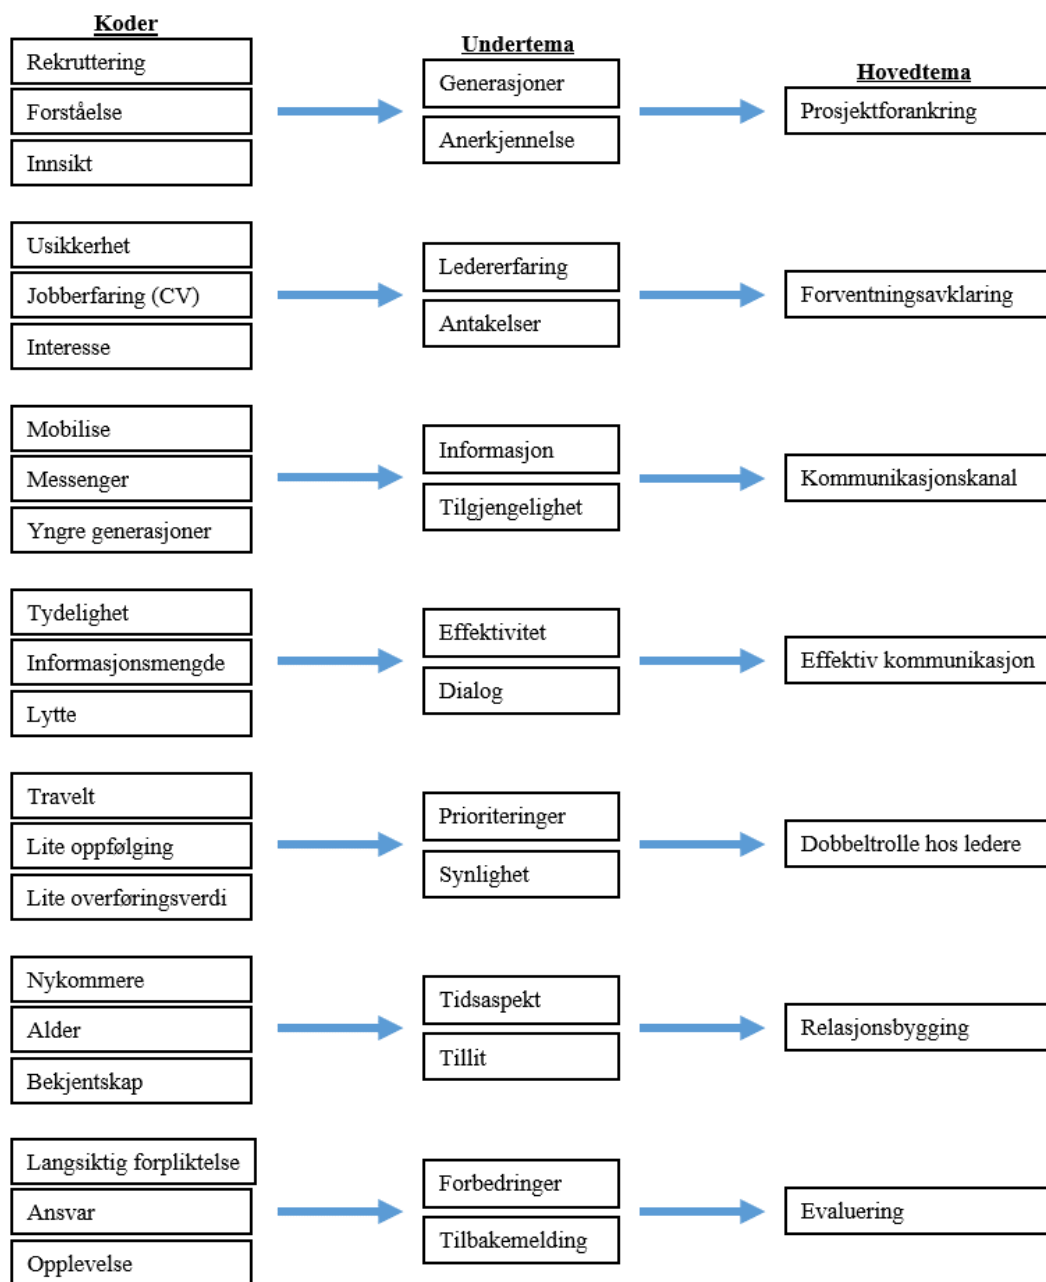 Koder
Undertema
Hovedtema
Rekruttering
Forståelse
Innsikt
Generasjoner
Anerkjennelse
Prosjektforankring
Usikkerhet
Jobberfaring (CV)
Interesse
Ledererfaring
Antakelser
Forventningsavklaring
Mobilise
Messenger
Yngre generasjoner
Informasjon
Tilgjengelighet
Kommunikasjonskanal
Tydelighet
Informasjonsmengde
Lytte
Effektivitet
Dialog
Effektiv kommunikasjon
Travelt
Lite oppfølging
Lite overføringsverdi
Prioriteringer
Synlighet
Dobbeltrolle hos ledere
Nykommere
Alder
Bekjentskap
Tidsaspekt
Tillit
Relasjonsbygging
Langsiktig forpliktelse
Ansvar
Opplevelse
Forbedringer
Tilbakemelding
Evaluering